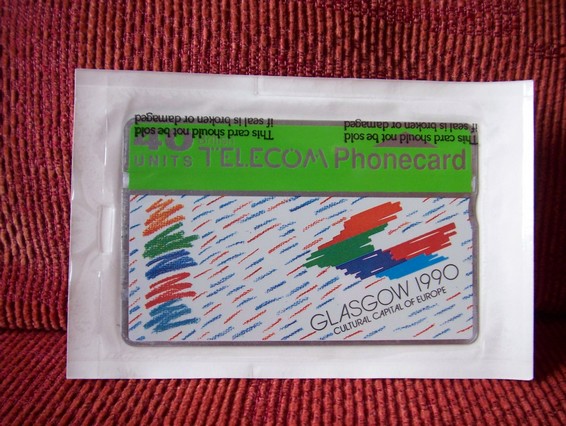 This card should not be sold
if seal is broken or damaged
This card should not be sold
if seal is broken or damaged
40
UNITS TELECOM Phonecard
GLASGOW 1990
CULTURAL CAPITAL OF EUROPE